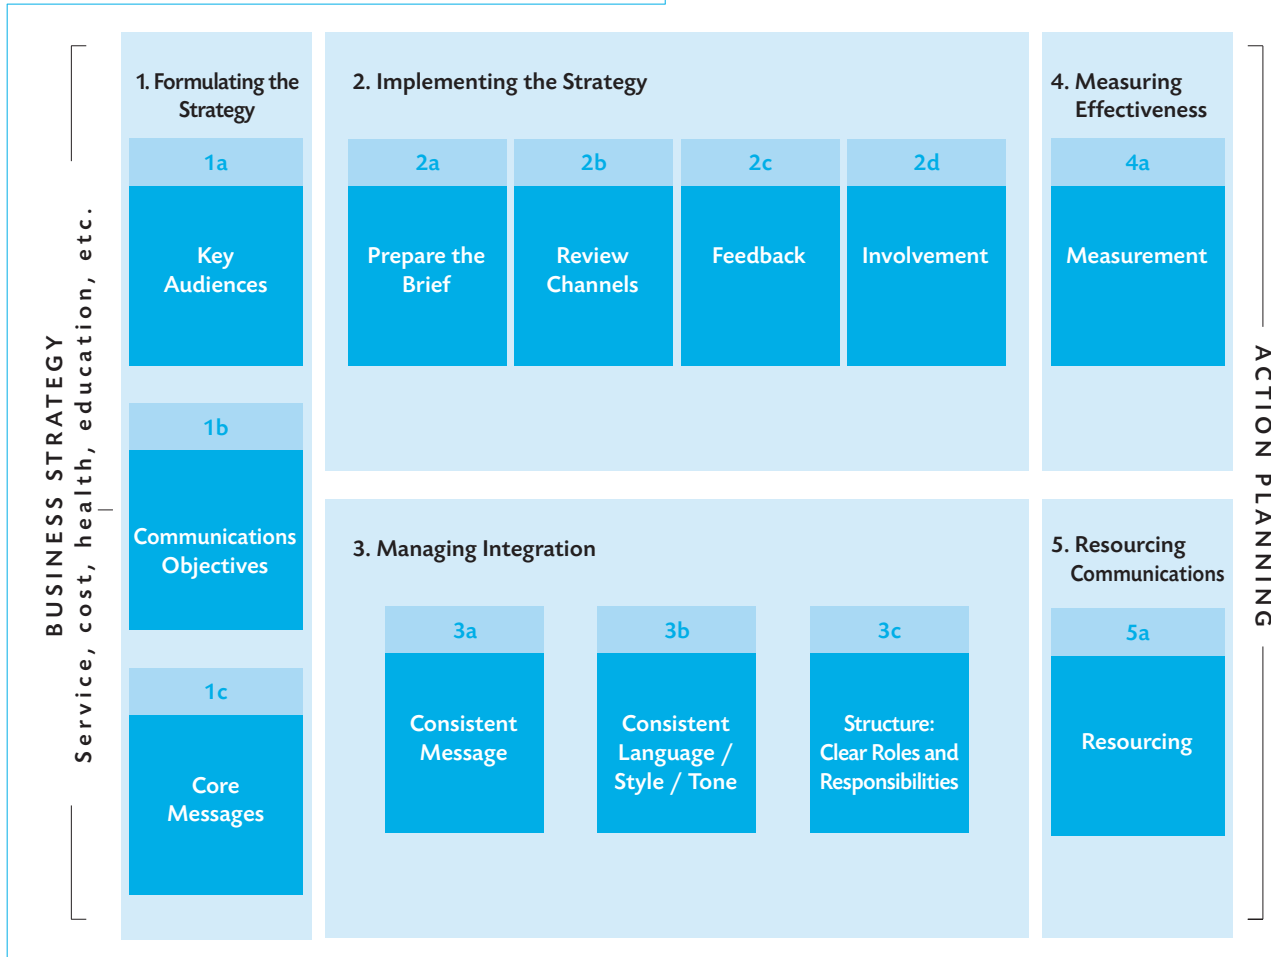 BUSINESS STRATEGY
Service, cost, health, education, etc.
1. Formulating the
Strategy
1a
Key
Audiences
1b
Communications
Objectives
1c
Core
Messages
2. Implementing the Strategy
2a
Prepare the
Brief
2b
Review
Channels
2c
Feedback
2d
Involvement
3. Managing Integration
3a
Consistent
Message
3b
Consistent
Language /
Style / Tone
3c
Structure:
Clear Roles and
Responsibilities
4. Measuring
Effectiveness
4a
Measurement
5. Resourcing
Communications
5a
Resourcing
ACTION PLANNING